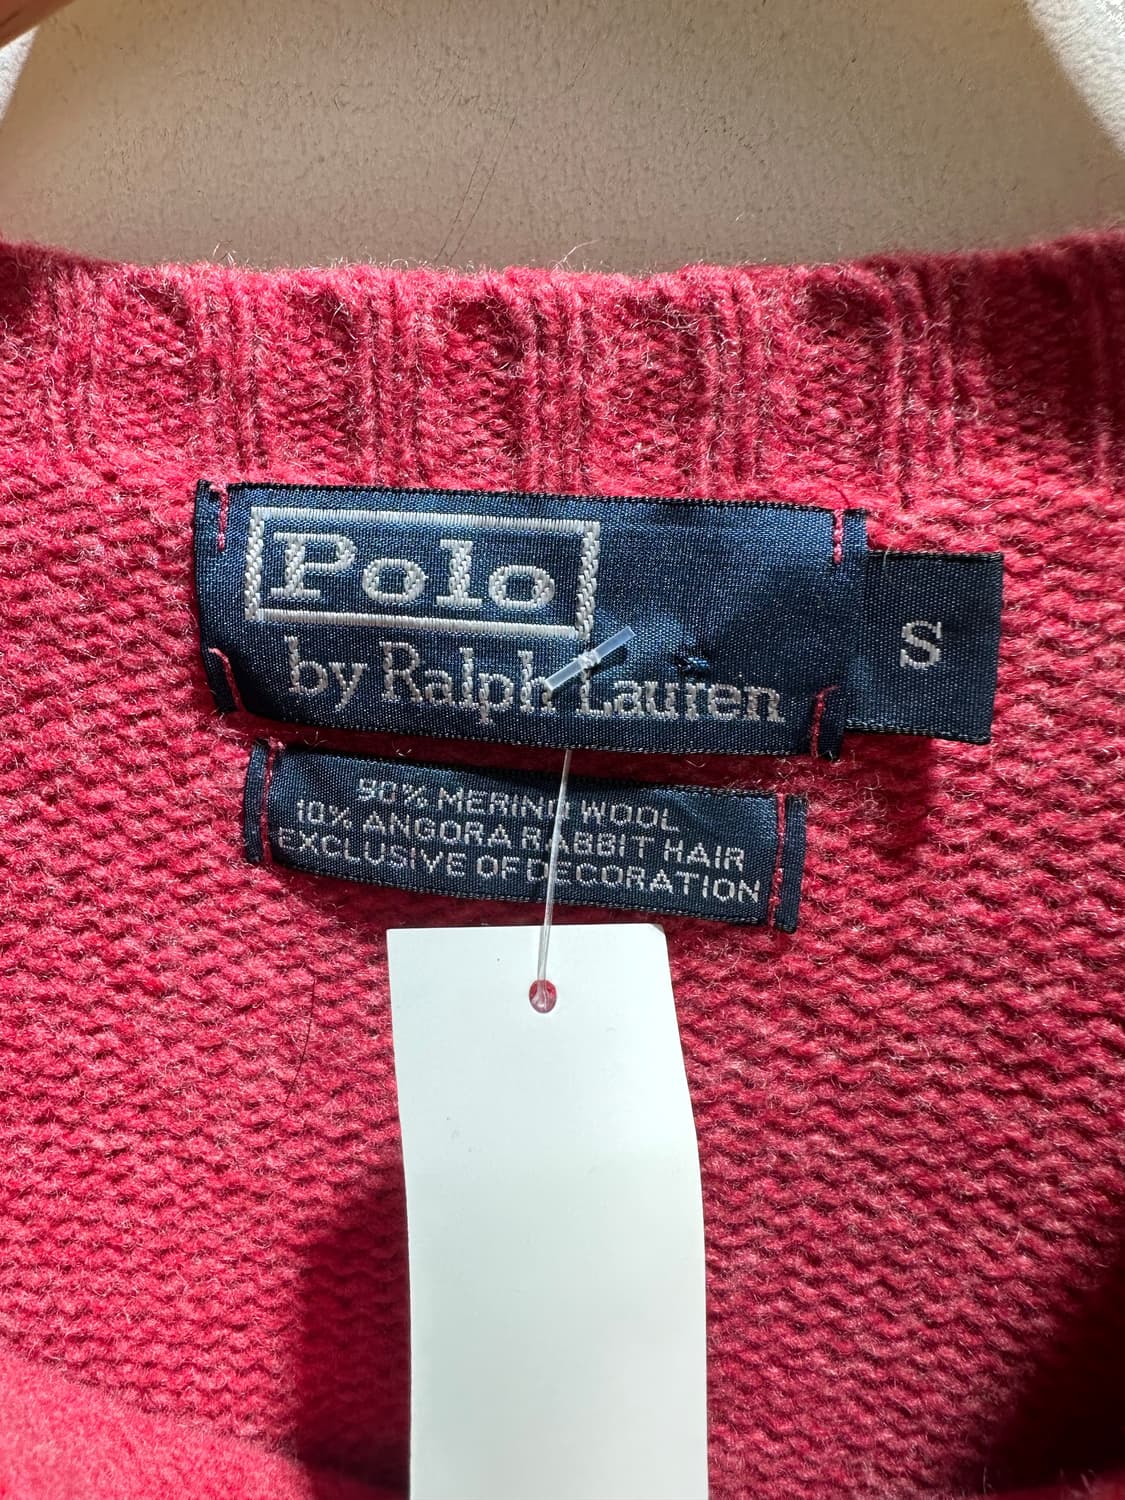 Polo
by Ralph Lauren
S
90% MERINO WOOL
10% ANGORA RABBIT HAIR
EXCLUSIVE OF DECORATION